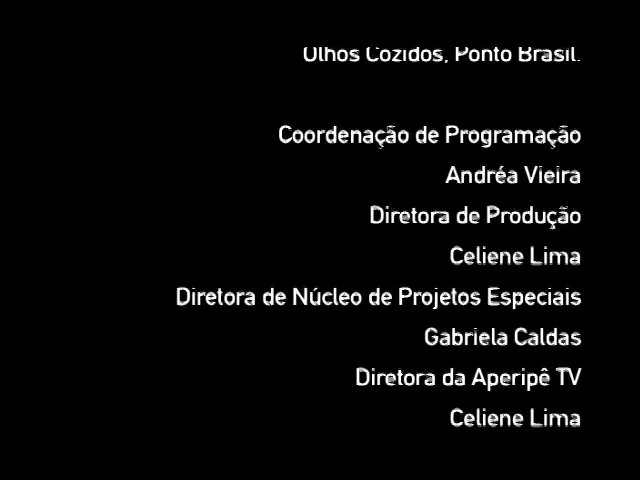 Olhos Cozidos, Ponto Brasil.
Coordenação de Programação
Andréa Vieira
Diretora de Produção
Celiene Lima
Diretora de Núcleo de Projetos Especiais
Gabriela Caldas
Diretora da Aperipê TV
Celiene Lima